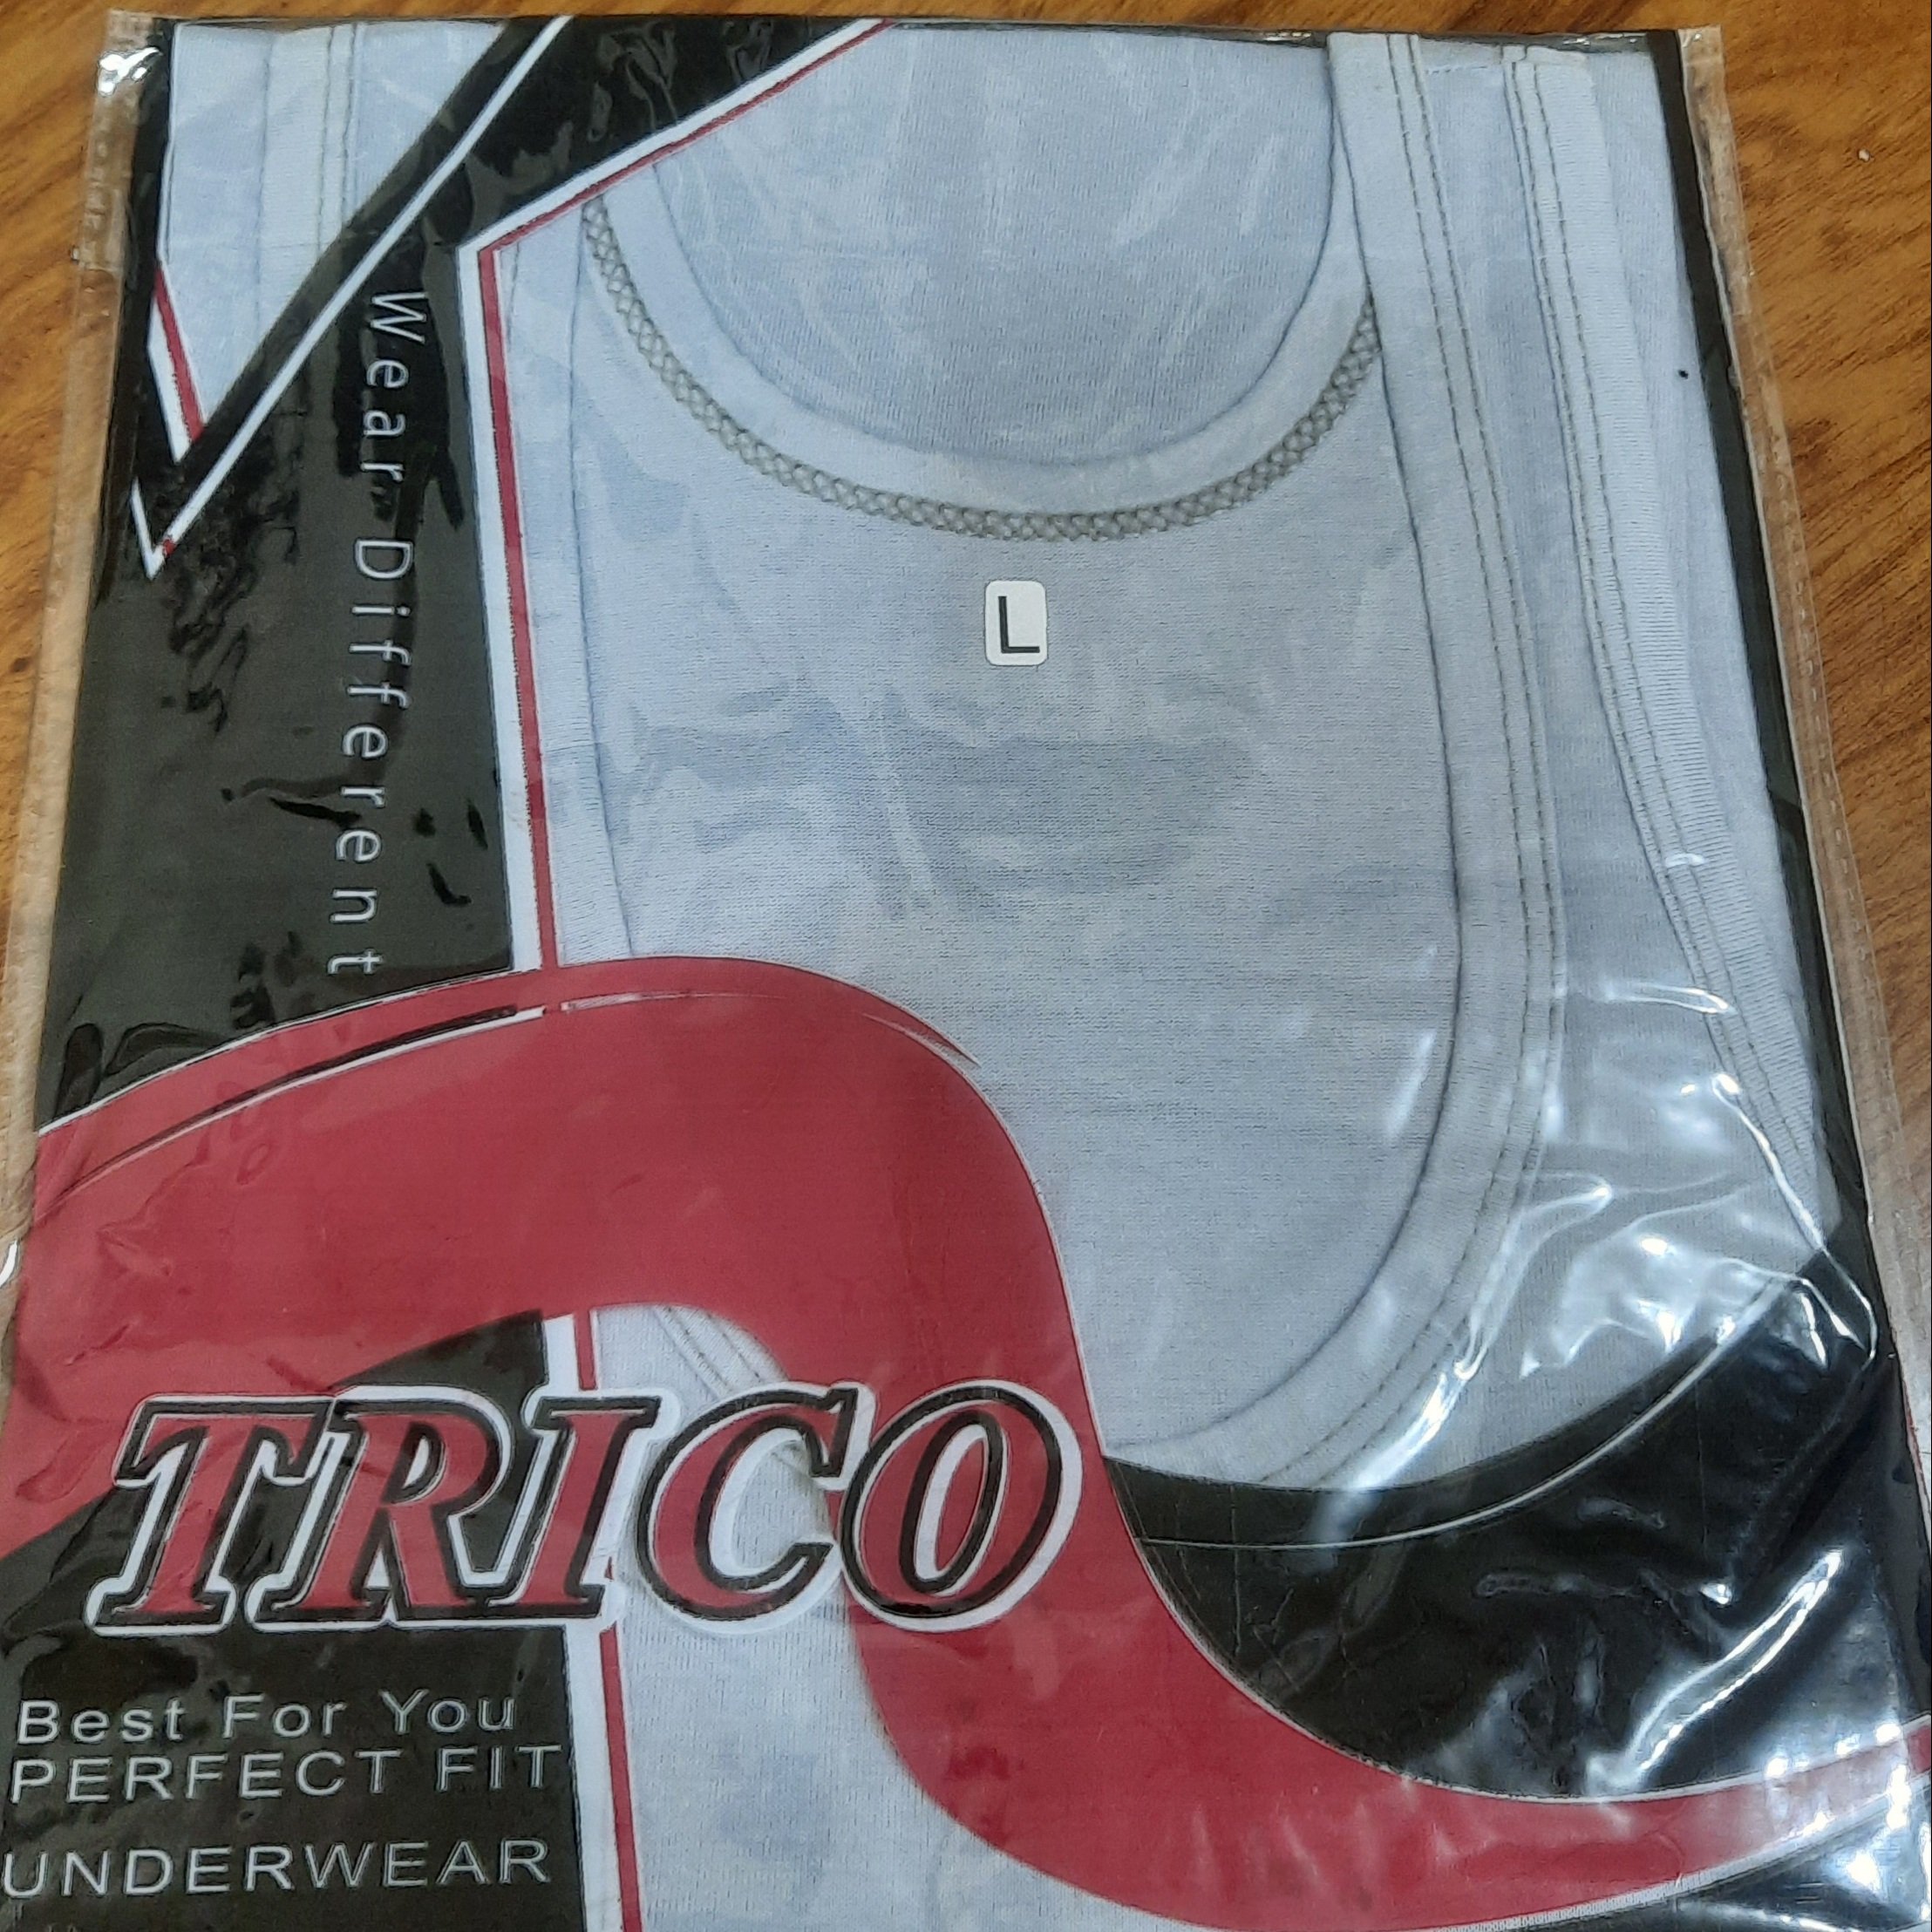 Wear Different
L
TRICO
Best For You
PERFECT FIT
UNDERWEAR